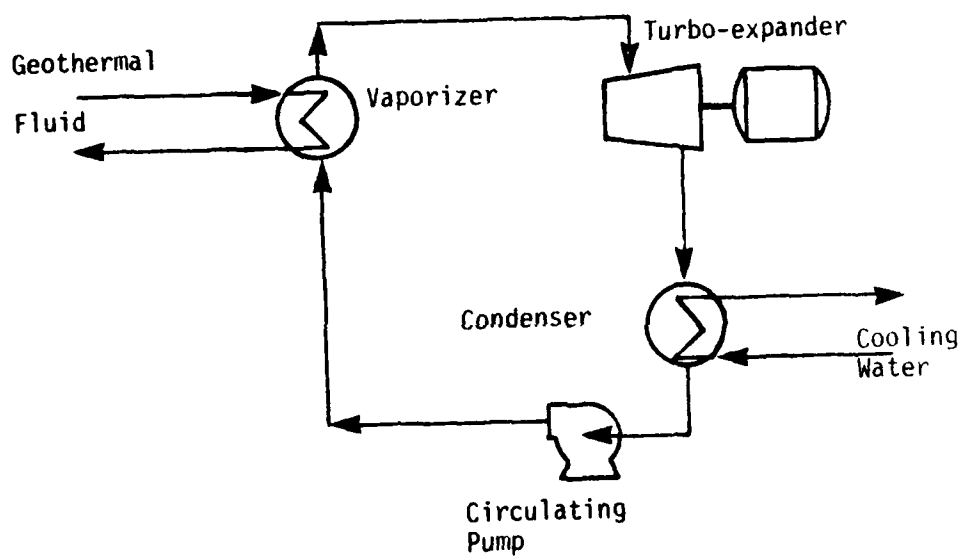 Turbo-expander
Geothermal
Vaporizer
Fluid
Condenser
Cooling
Water
Circulating
Pump